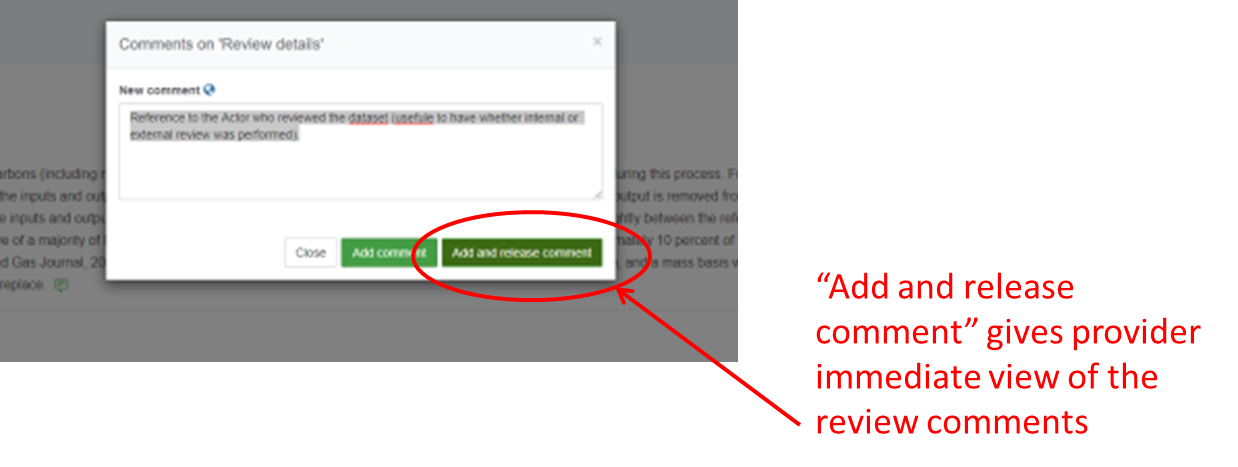 Comments on 'Review details'
×
New comment
Reference to the Actor who reviewed the dataset (usefule to have whether internal or
external review was performed).
Close
Add comment
Add and release comment
arbons (including
uring this process.
the inputs and out
output is removed fro
e inputs and outpu
ghtly between the refe
ve of a majority of
mately 10 percent of
d Gas Journal, 20
, and a mass basis w
replace.
“Add and release
comment” gives provider
immediate view of the
review comments